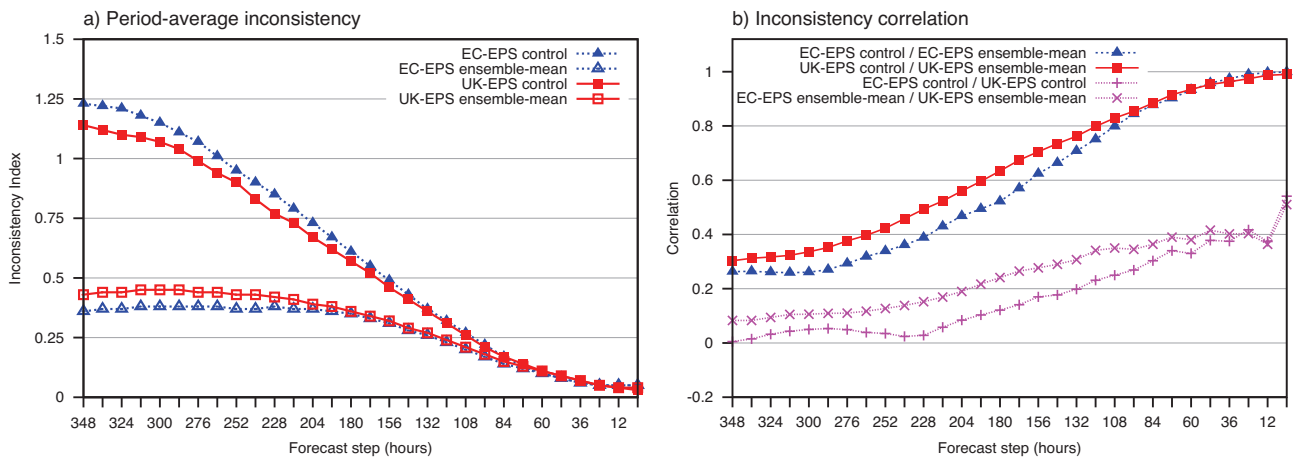 a) Period-average inconsistency
1.5
1.25
1
0.75
0.5
0.25
0
Inconsistency Index
EC-EPS control
EC-EPS ensemble-mean
UK-EPS control
UK-EPS ensemble-mean
348 324 300 276 252 228 204 180 156 132 108 84 60 36 12
Forecast step (hours)
b) Inconsistency correlation
1
0.8
0.6
0.4
0.2
0
-0.2
Correlation
EC-EPS control / EC-EPS ensemble-mean
UK-EPS control / UK-EPS ensemble-mean
EC-EPS control / UK-EPS control
EC-EPS ensemble-mean / UK-EPS ensemble-mean
348 324 300 276 252 228 204 180 156 132 108 84 60 36 12
Forecast step (hours)